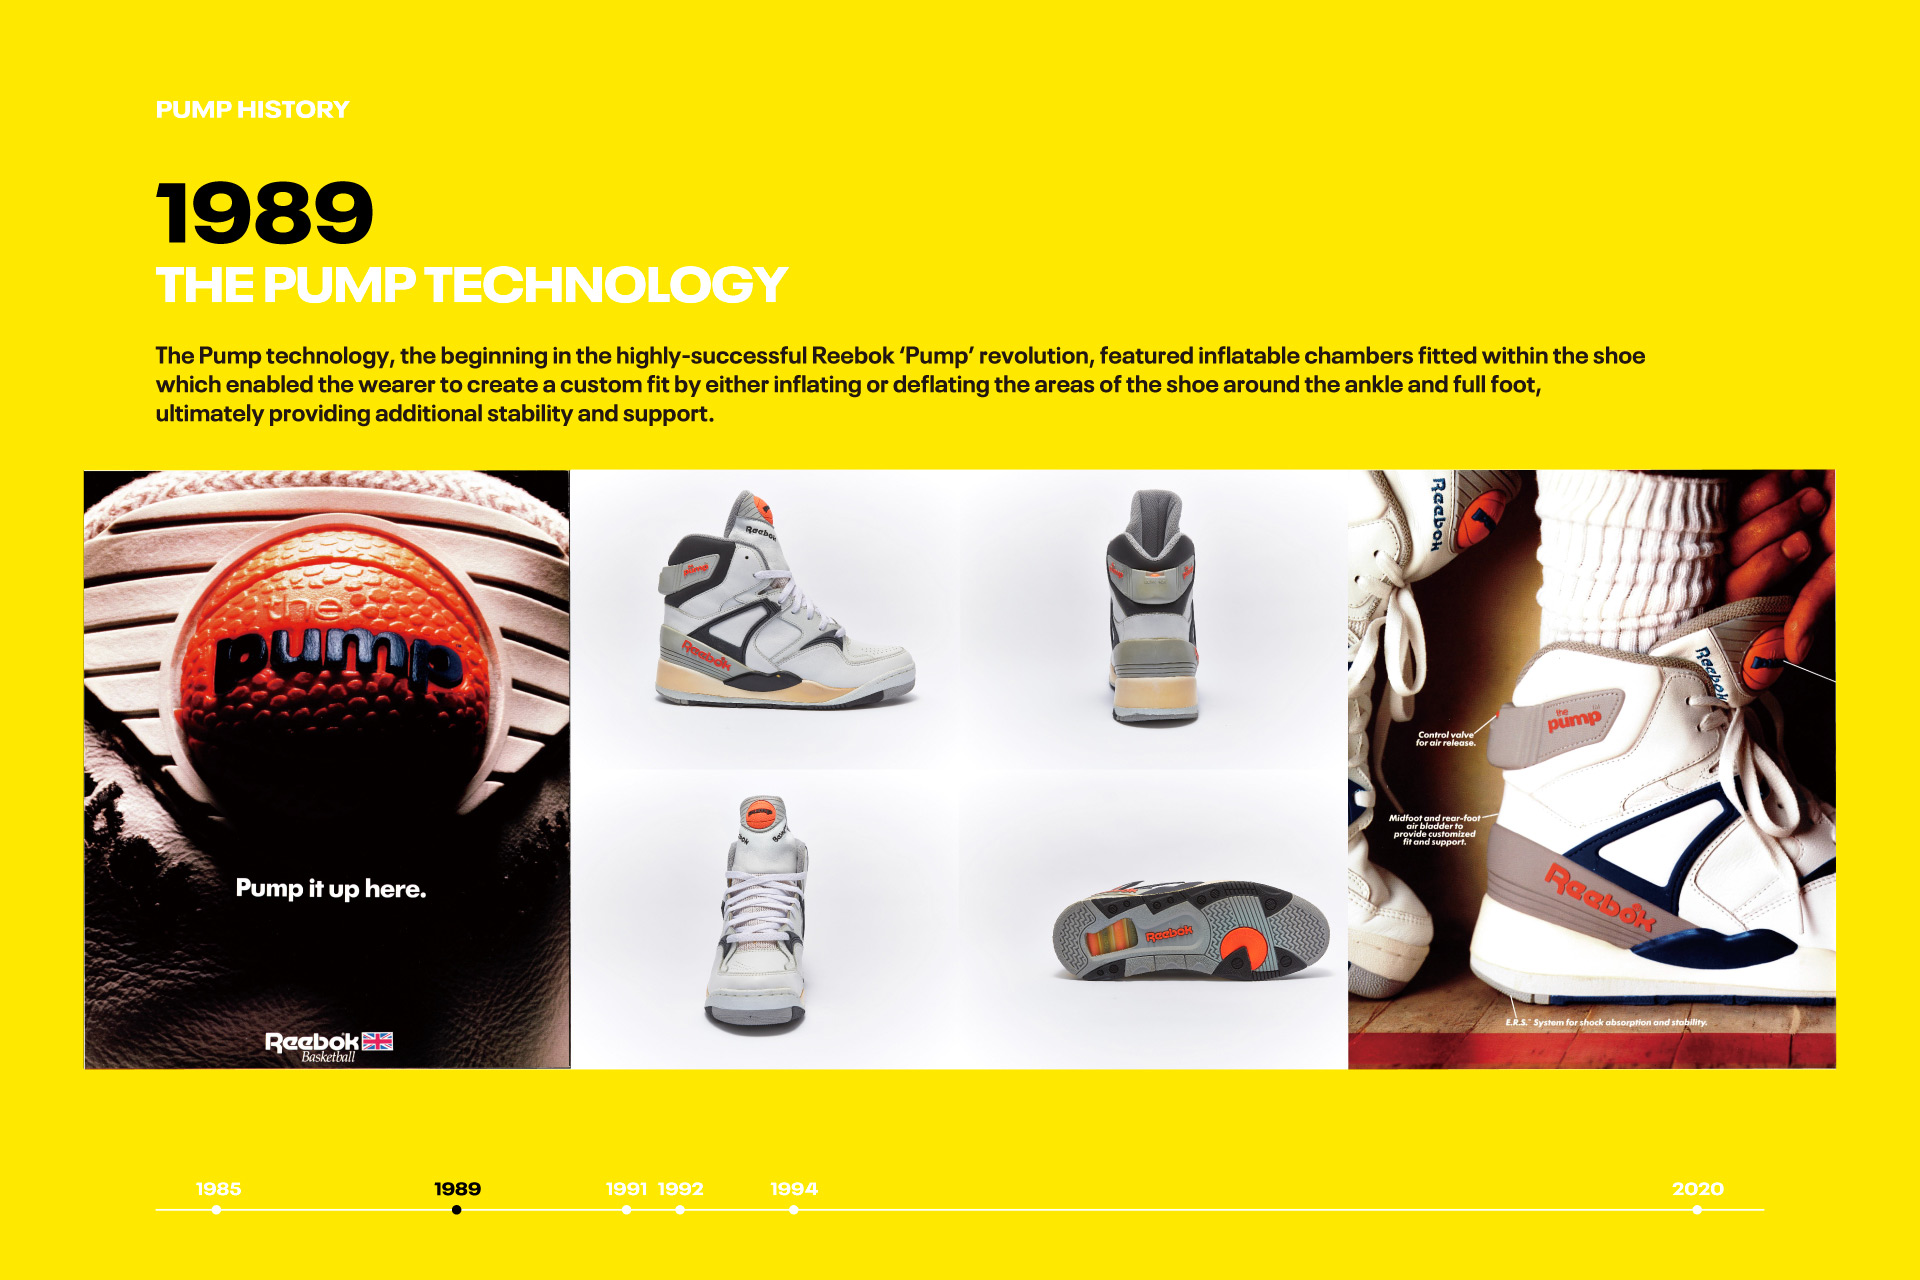 PUMP HISTORY
1989
THE PUMP TECHNOLOGY
The Pump technology, the beginning in the highly-successful Reebok ‘Pump’ revolution, featured inflatable chambers fitted within the shoe
which enabled the wearer to create a custom fit by either inflating or deflating the areas of the shoe around the ankle and full foot,
ultimately providing additional stability and support.
the
pump
Pump it up here.
Reebok
Basketball
Reebok
the
pump
Reebok
Reebok
Reebok
Reebok
the
pump
Control valve
for air release.
Midfoot and rear-foot
air bladder to
provide customized
fit and support.
Reebok
E.R.S.™ System for shock absorption and stability.
1985
1989
1991
1992
1994
2020